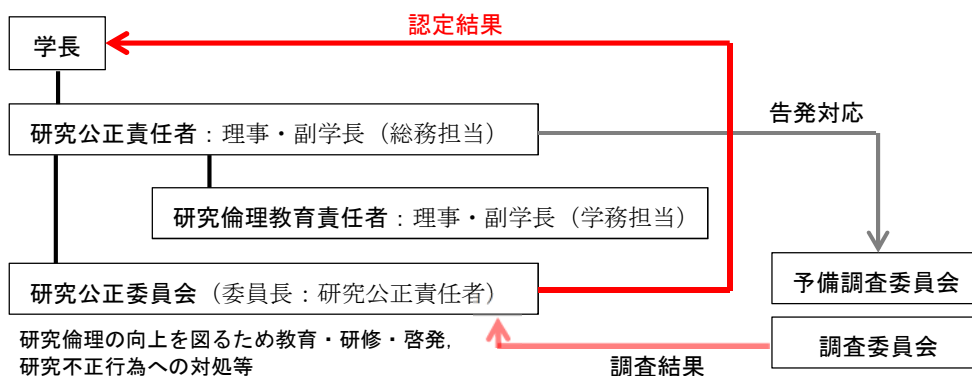 認定結果
学長
告発対応
研究公正責任者：理事・副学長（総務担当）
研究倫理教育責任者：理事・副学長（学務担当）
予備調査委員会
研究公正委員会（委員長：研究公正責任者）
調査委員会
研究倫理の向上を図るため教育・研修・啓発，
研究不正行為への対処等
調査結果